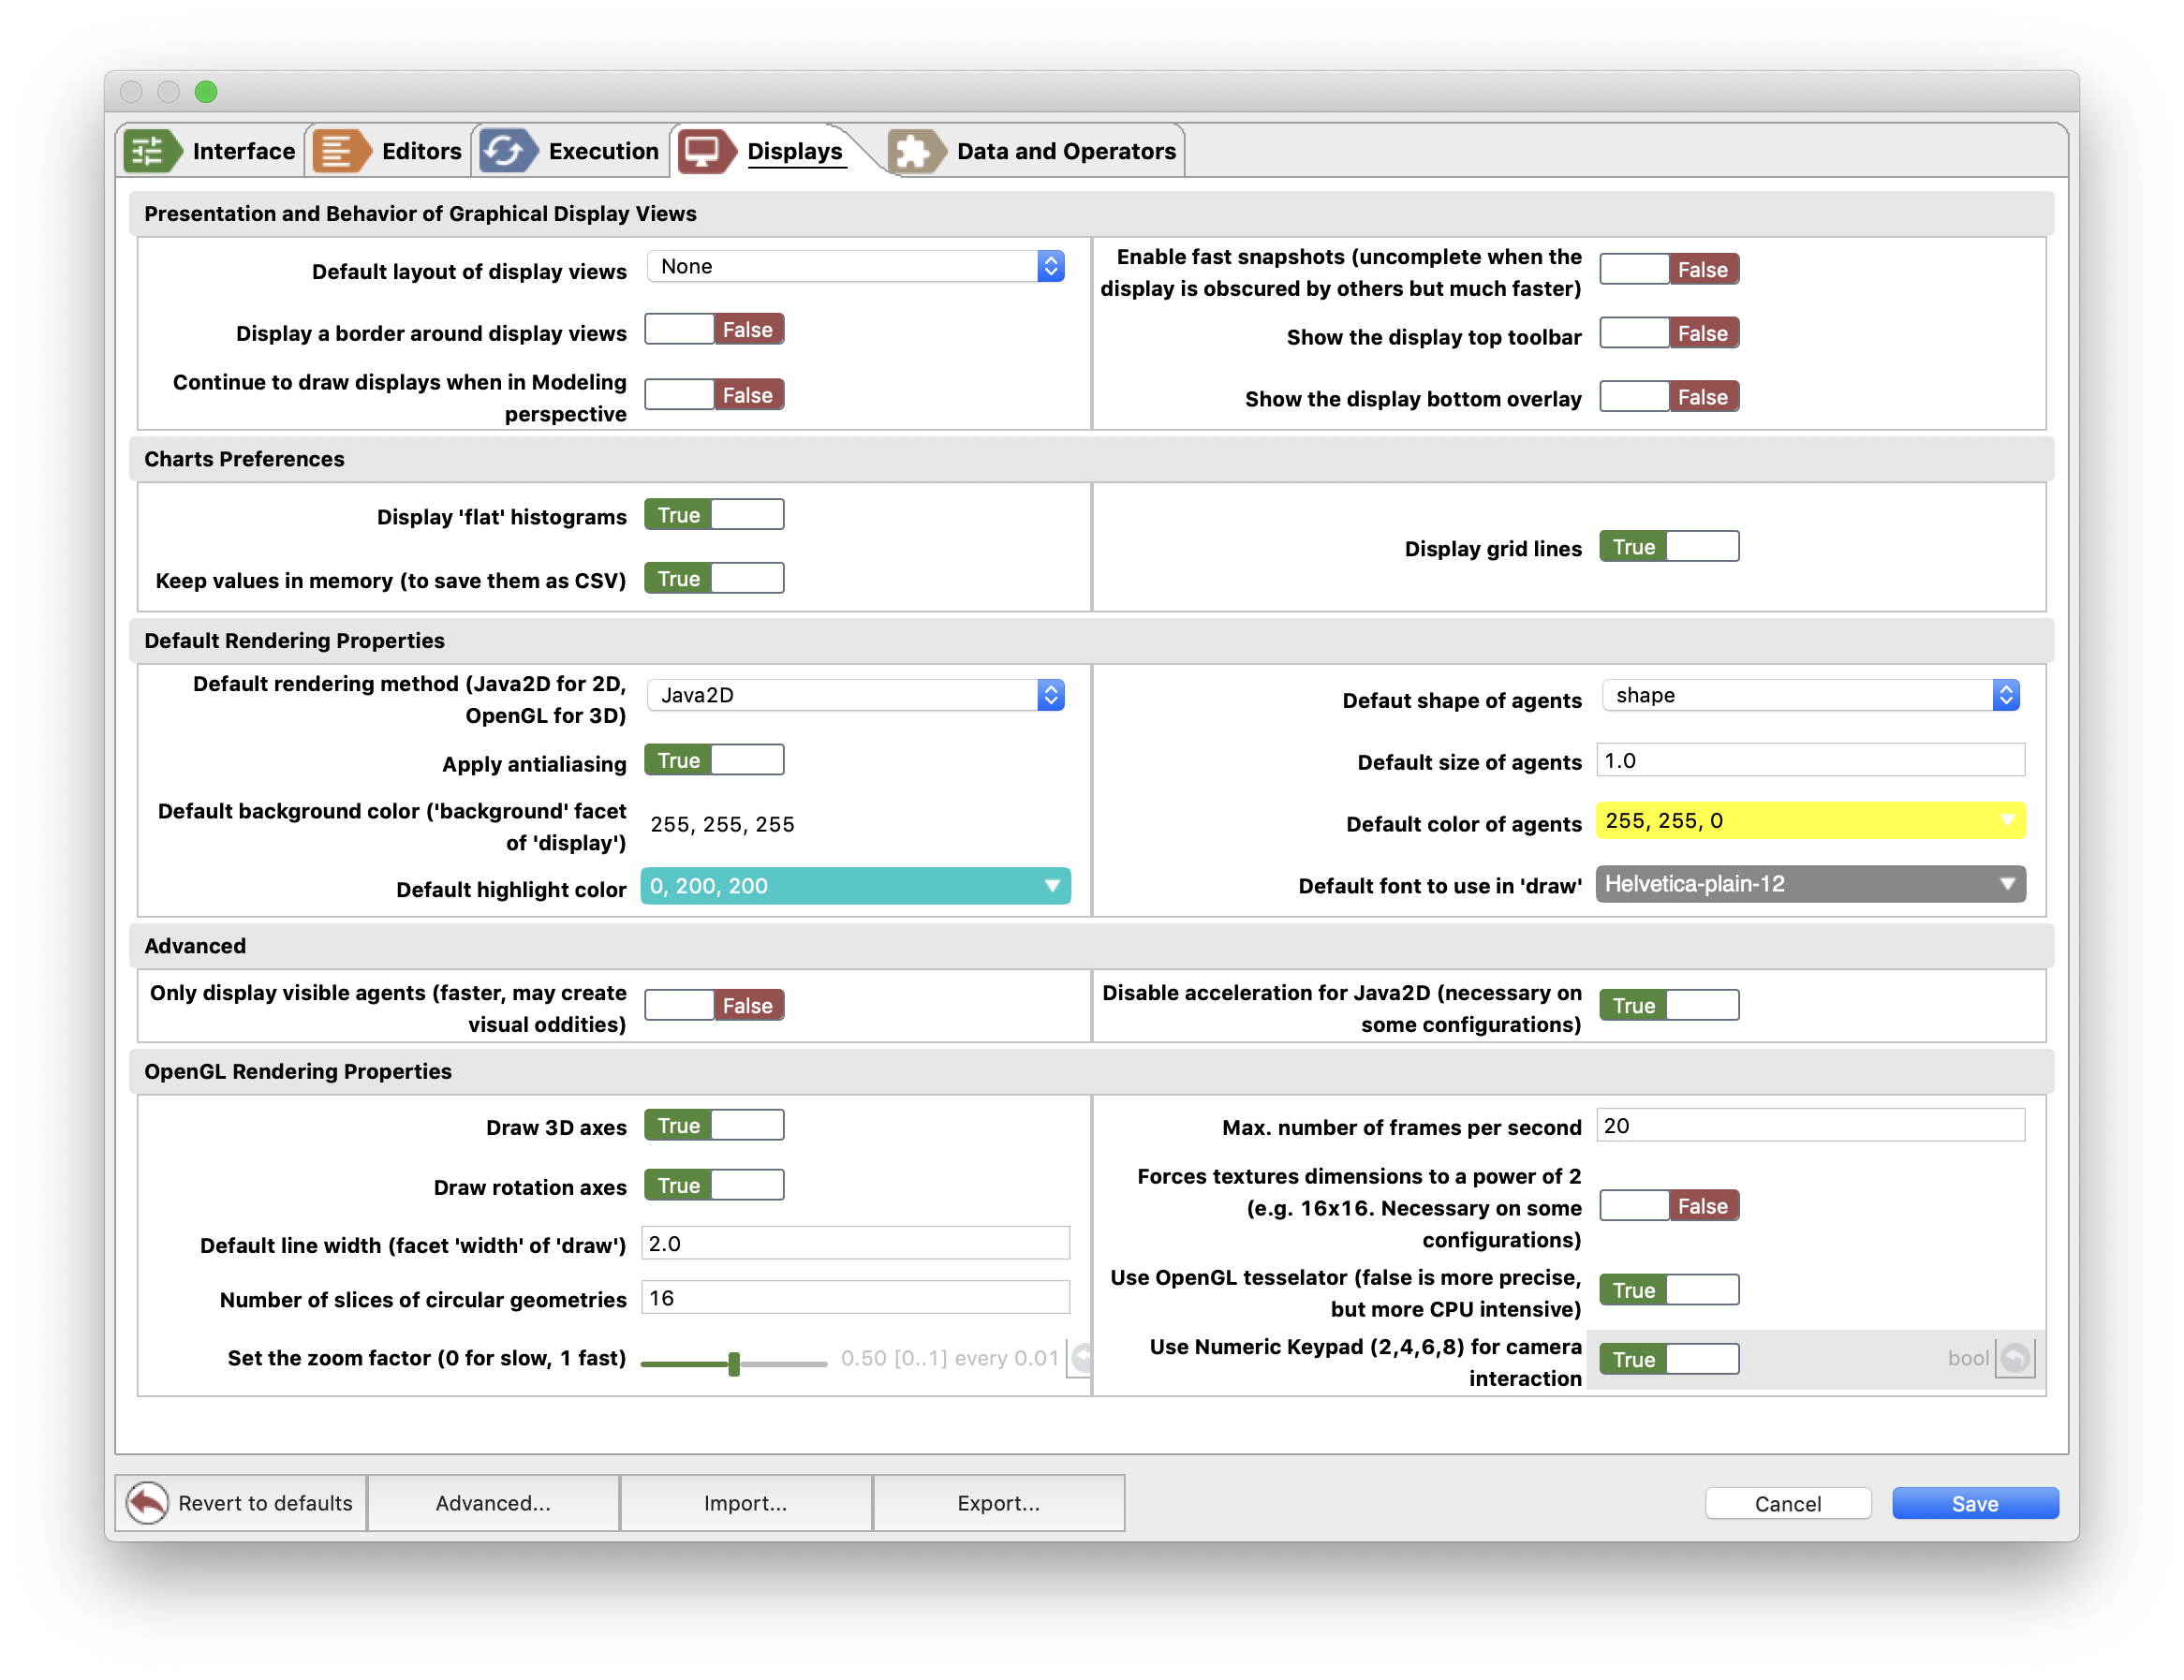 Interface Editors Execution Displays Data and Operators
Presentation and Behavior of Graphical Display Views
Default layout of display views None
Display a border around display views False
Continue to draw displays when in Modeling
perspective False
Enable fast snapshots (uncomplete when the
display is obscured by others but much faster) False
Show the display top toolbar False
Show the display bottom overlay False
Charts Preferences
Display 'flat' histograms True
Keep values in memory (to save them as CSV) True
Display grid lines True
Default Rendering Properties
Default rendering method (Java2D for 2D,
OpenGL for 3D) Java2D
Apply antialiasing True
Default background color ('background' facet
of 'display') 255, 255, 255
Default highlight color 0, 200, 200
Defaut shape of agents shape
Default size of agents 1.0
Default color of agents 255, 255, 0
Default font to use in 'draw' Helvetica-plain-12
Advanced
Only display visible agents (faster, may create
visual oddities) False
Disable acceleration for Java2D (necessary on
some configurations) True
OpenGL Rendering Properties
Draw 3D axes True
Draw rotation axes True
Default line width (facet 'width' of 'draw') 2.0
Number of slices of circular geometries 16
Set the zoom factor (0 for slow, 1 fast) 0.50 [0..1] every 0.01
Max. number of frames per second 20
Forces textures dimensions to a power of 2
(e.g. 16x16. Necessary on some
configurations) False
Use OpenGL tesselator (false is more precise,
but more CPU intensive) True
Use Numeric Keypad (2,4,6,8) for camera
interaction True bool
Revert to defaults Advanced... Import... Export... Cancel Save